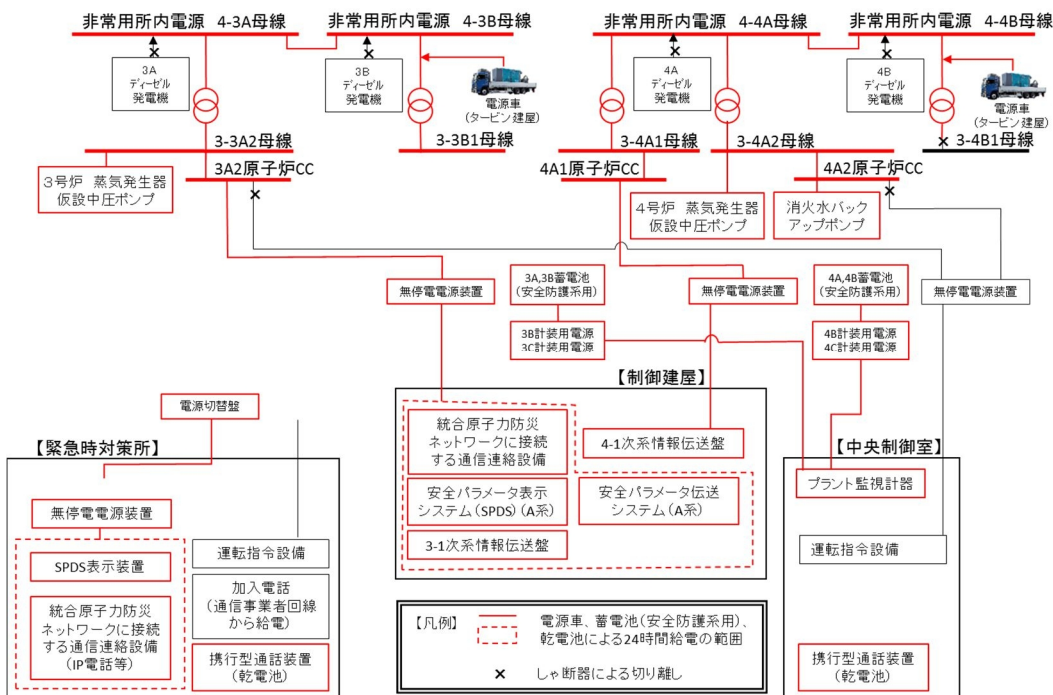 非常用所内電源　4-3A母線
4-3B母線
非常用所内電源
非常用所内電源　4-4A母線
4-4B母線
非常用所内電源
3A
ディーゼル
発電機
3B
ディーゼル
発電機
電源車
(タービン建屋)
4A
ディーゼル
発電機
4B
ディーゼル
発電機
電源車
(タービン建屋)
3-3A2母線
3-3B1母線
3-4A1母線
3-4A2母線
3-4B1母線
3A2原子炉CC
4A1原子炉CC
4A2原子炉CC
3号炉　蒸気発生器
仮設中圧ポンプ
4号炉　蒸気発生器
仮設中圧ポンプ
消火水バック
アップポンプ
無停電電源装置
3A,3B蓄電池
(安全防護系用)
無停電電源装置
4A,4B蓄電池
(安全防護系用)
無停電電源装置
3B計装用電源
3C計装用電源
4B計装用電源
4C計装用電源
【制御建屋】
統合原子力防災
ネットワークに接続
する通信連絡設備
4-1次系情報伝送盤
安全パラメータ表示
システム(SPDS)(A系)
安全パラメータ伝送
システム(A系)
3-1次系情報伝送盤
電源切替盤
【緊急時対策所】
無停電電源装置
SPDS表示装置
統合原子力防災
ネットワークに接続
する通信連絡設備
(IP電話等)
運転指令設備
加入電話
(通信事業者回線
から給電)
携行型通話装置
(乾電池)
【中央制御室】
プラント監視計器
運転指令設備
携行型通話装置
(乾電池)
【凡例】
電源車、蓄電池(安全防護系用)、
乾電池による24時間給電の範囲
× しゃ断器による切り離し